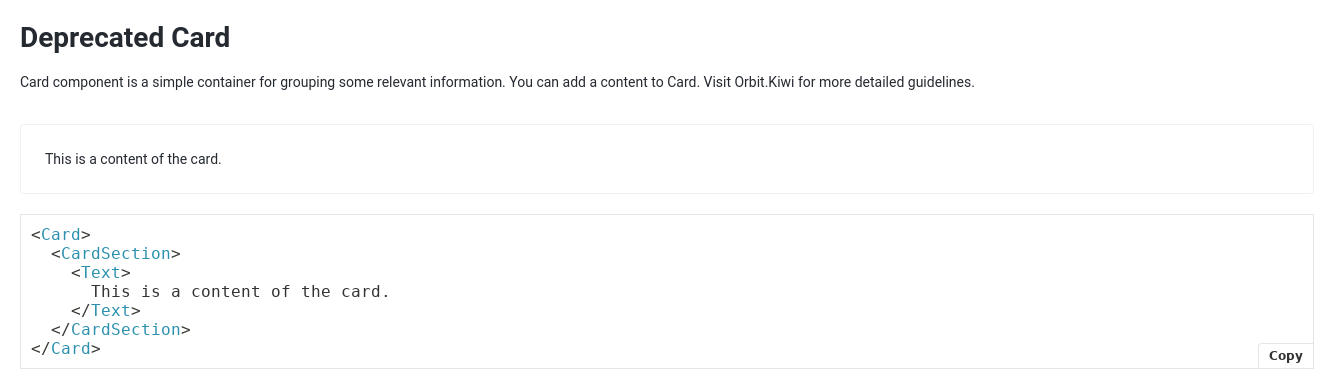 Deprecated Card
Card component is a simple container for grouping some relevant information. You can add a content to Card. Visit Orbit.Kiwi for more detailed guidelines.
This is a content of the card.
<Card>
  <CardSection>
    <Text>
      This is a content of the card.
    </Text>
  </CardSection>
</Card>
Copy